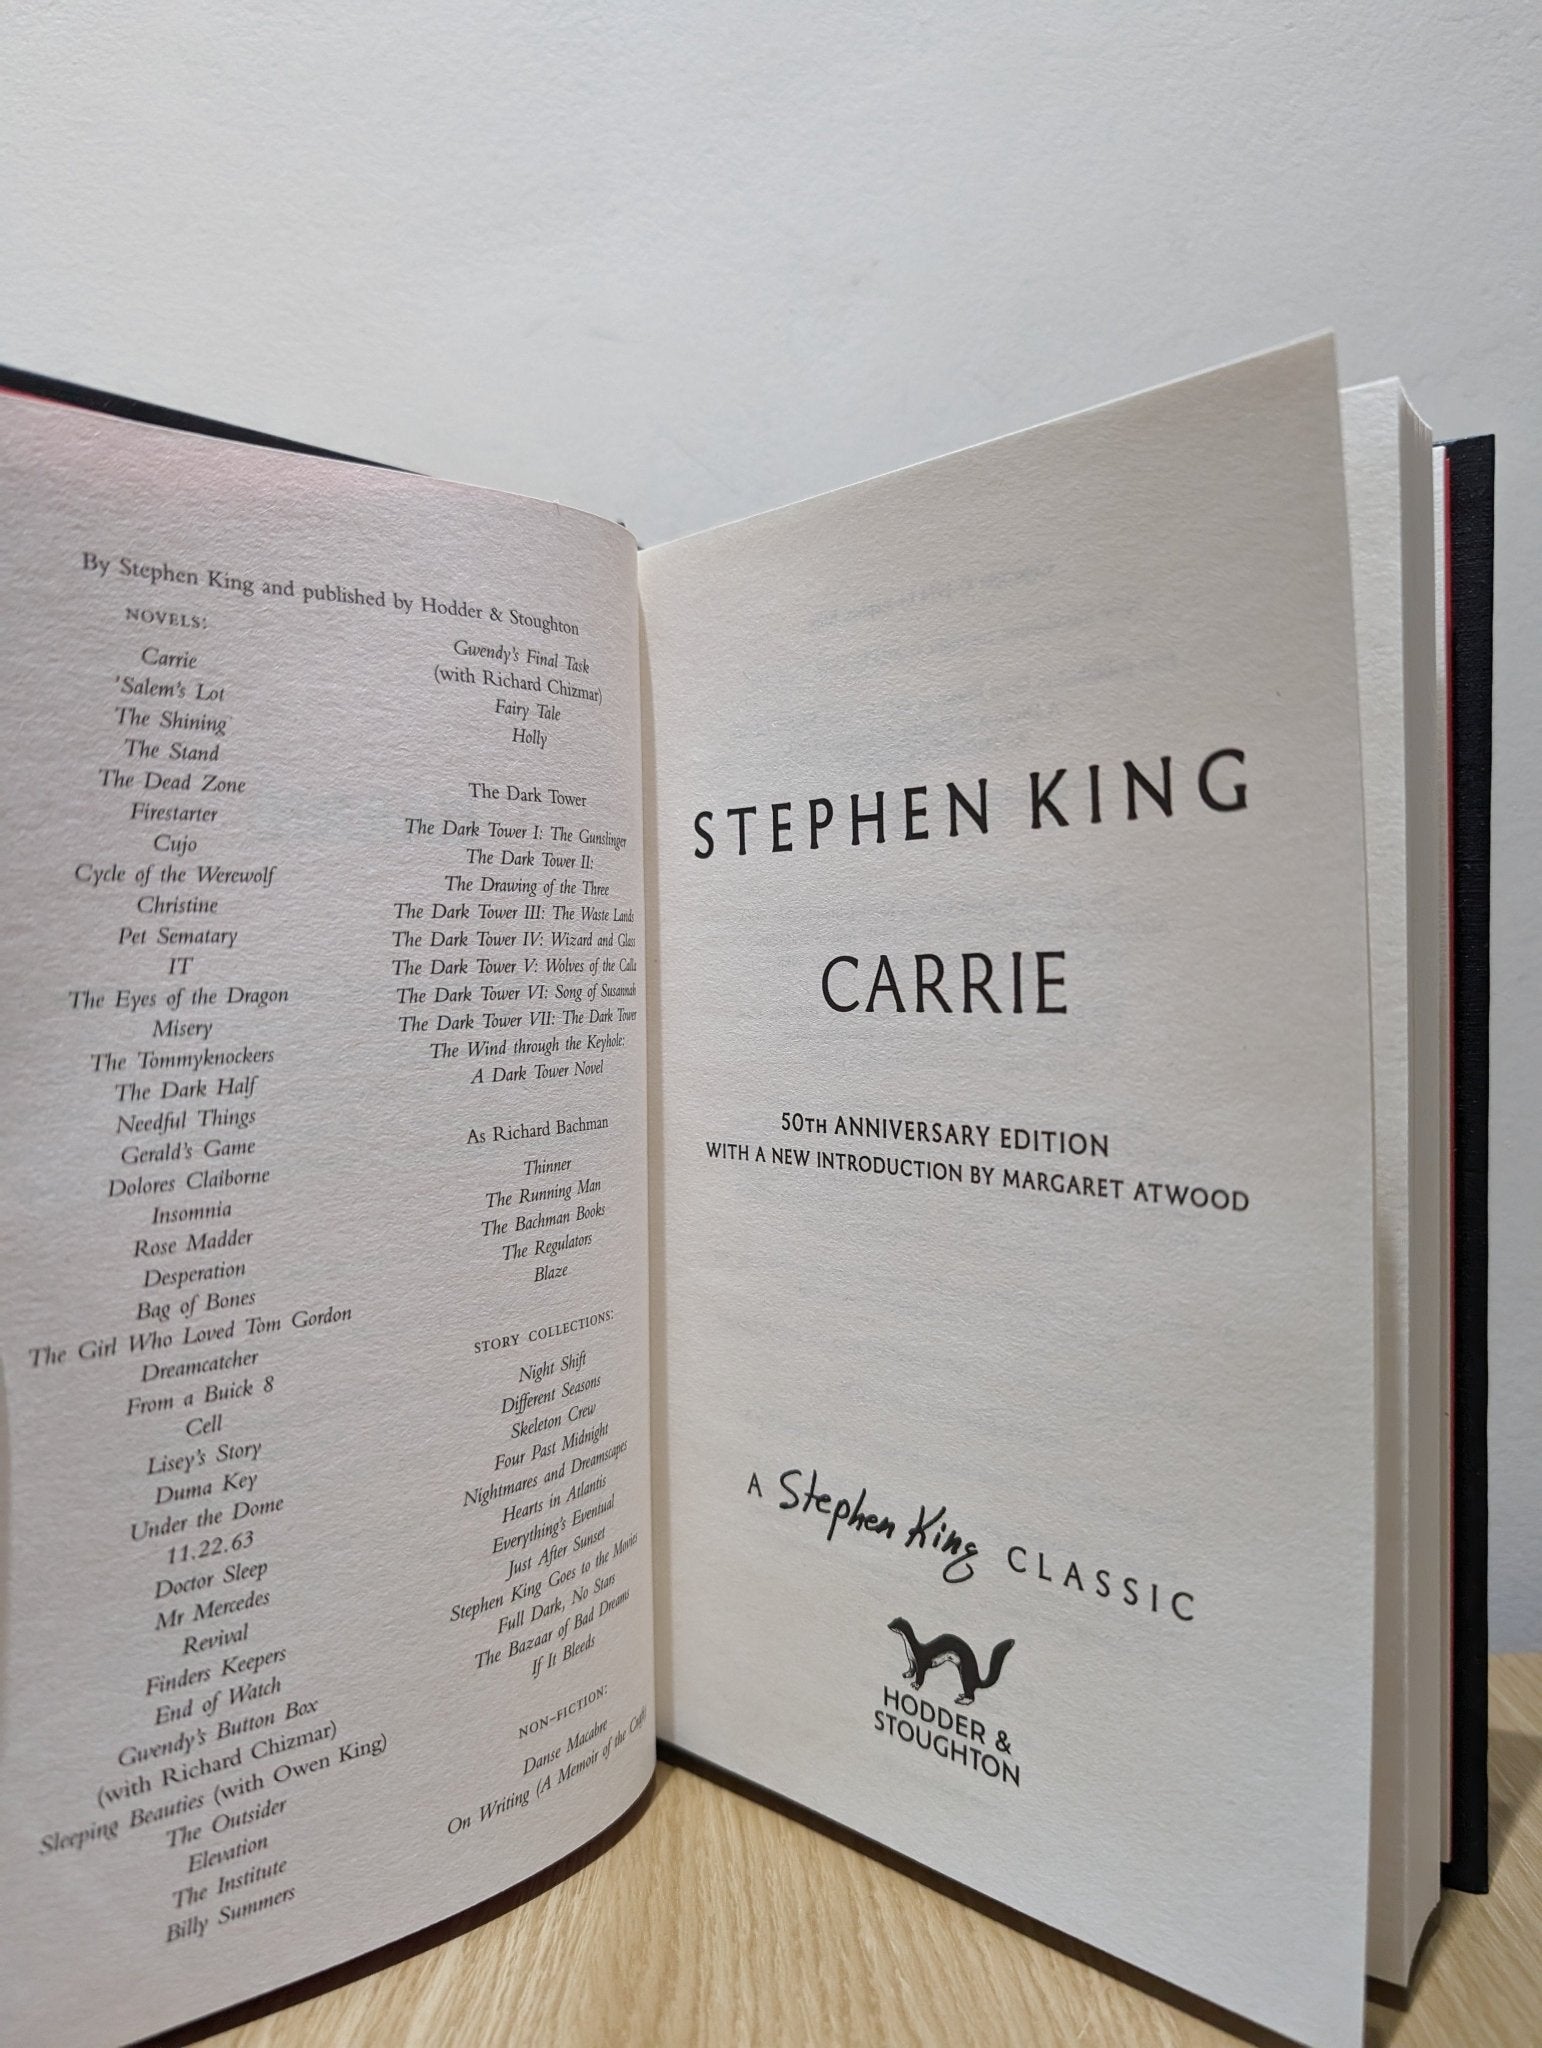 By Stephen King and published by Hodder & Stoughton
NOVELS:
Carrie
'Salem's Lot
The Shining
The Stand
The Dead Zone
Firestarter
Cujo
Cycle of the Werewolf
Christine
Pet Sematary
IT
The Eyes of the Dragon
Misery
The Tommyknockers
The Dark Half
Needful Things
Gerald's Game
Dolores Claiborne
Insomnia
Rose Madder
Desperation
Bag of Bones
The Girl Who Loved Tom Gordon
Dreamcatcher
From a Buick 8
Cell
Lisey's Story
Duma Key
Under the Dome
11.22.63
Doctor Sleep
Mr Mercedes
Revival
Finders Keepers
End of Watch
Gwendy's Button Box
(with Richard Chizmar)
Sleeping Beauties (with Owen King)
The Outsider
Elevation
The Institute
Billy Summers
Gwendy's Final Task
(with Richard Chizmar)
Fairy Tale
Holly
The Dark Tower
The Dark Tower I: The Gunslinger
The Dark Tower II:
The Drawing of the Three
The Dark Tower III: The Waste Lands
The Dark Tower IV: Wizard and Glass
The Dark Tower V: Wolves of the Calla
The Dark Tower VI: Song of Susannah
The Dark Tower VII: The Dark Tower
The Wind through the Keyhole:
A Dark Tower Novel
As Richard Bachman
Thinner
The Running Man
The Bachman Books
The Regulators
Blaze
STORY COLLECTIONS:
Night Shift
Different Seasons
Skeleton Crew
Four Past Midnight
Nightmares and Dreamscapes
Hearts in Atlantis
Everything's Eventual
Just After Sunset
Stephen King Goes to the Movies
Full Dark, No Stars
The Bazaar of Bad Dreams
If It Bleeds
NON-FICTION:
Danse Macabre
On Writing (A Memoir of the Craft)
STEPHEN KING
CARRIE
50TH ANNIVERSARY EDITION
WITH A NEW INTRODUCTION BY MARGARET ATWOOD
A Stephen King CLASSIC
HODDER &
STOUGHTON